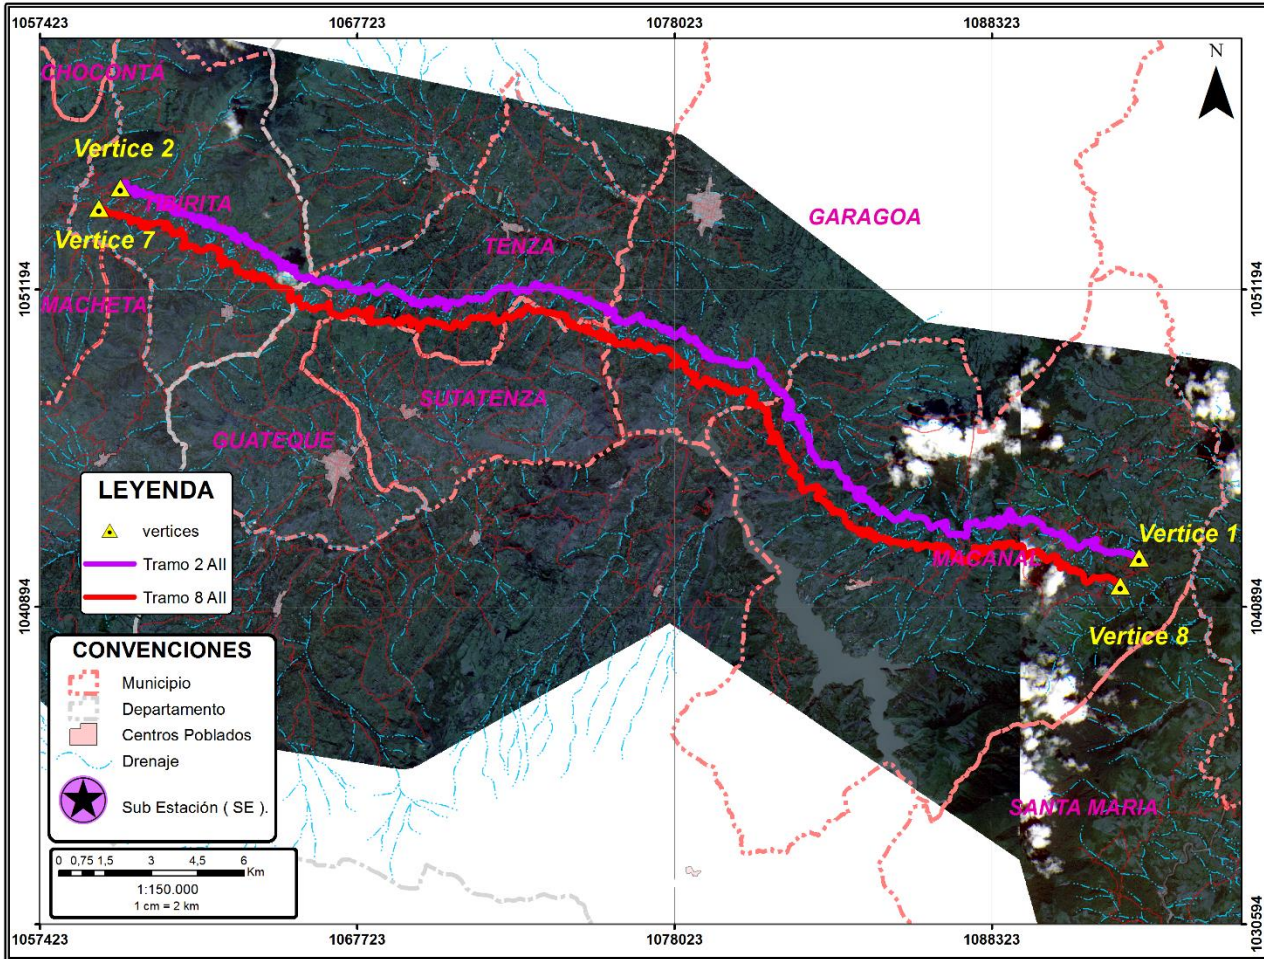 1057423
1067723
1078023
1088323
N
CHOCONTA
Vertice 2
TIBIRITA
Vertice 7
GARAGOA
TENZA
1051194
1051194
MACHETA
SUTATENZA
GUATEQUE
LEYENDA
vertices
Tramo 2 All
Tramo 8 All
Vertice 1
MACANAL
1040894
1040894
Vertice 8
CONVENCIONES
Municipio
Departamento
Centros Poblados
Drenaje
Sub Estación ( SE ).
SANTA MARIA
0 0,75 1,5 3 4,5 6
Km
1:150.000
1 cm = 2 km
1030594
1057423
1067723
1078023
1088323